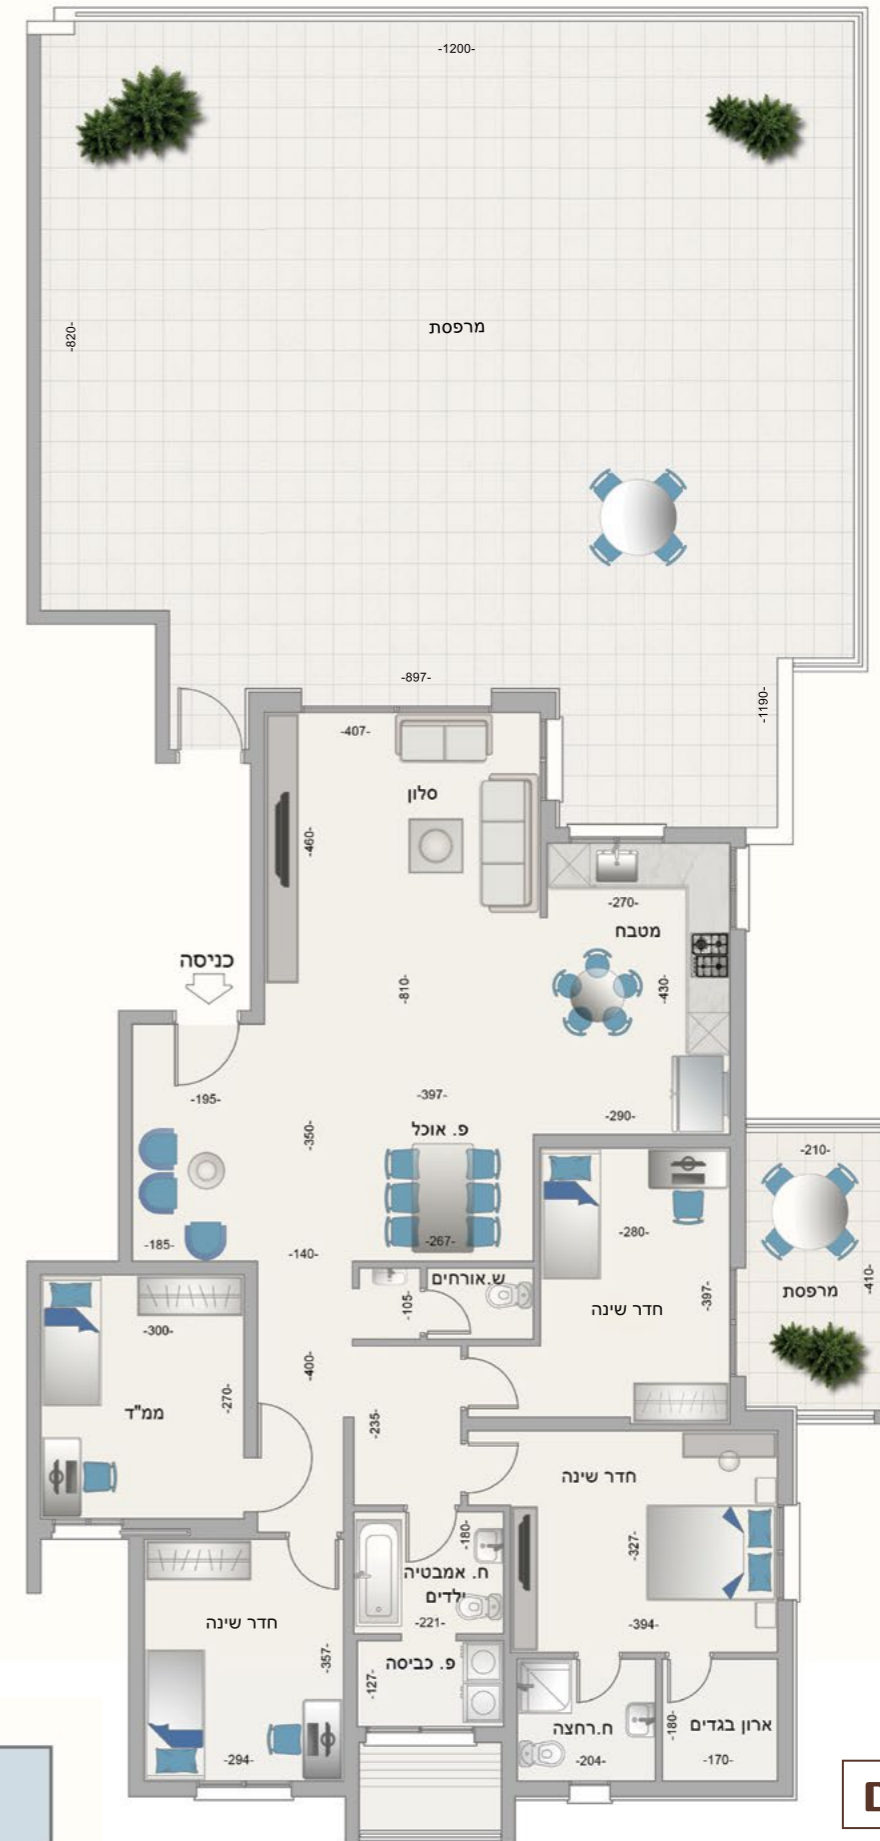 -1200-
-820-
מרפסת
-897-
-1190-
-407-
סלון
-460-
-270-
מטבח
כניסה
-810-
-430-
-195-
-397-
-290-
-350-
פ. אוכל
-210-
-185-
-140-
-267-
-280-
ש.אורחים
-105-
חדר שינה
-397-
מרפסת
-410-
-300-
-400-
-270-
ממ"ד
-235-
חדר שינה
-180-
-327-
ח. אמבטיה
ילדים
-221-
-394-
חדר שינה
-357-
פ. כביסה
-127-
ח.רחצה
-180-
ארון בגדים
-294-
-204-
-170-